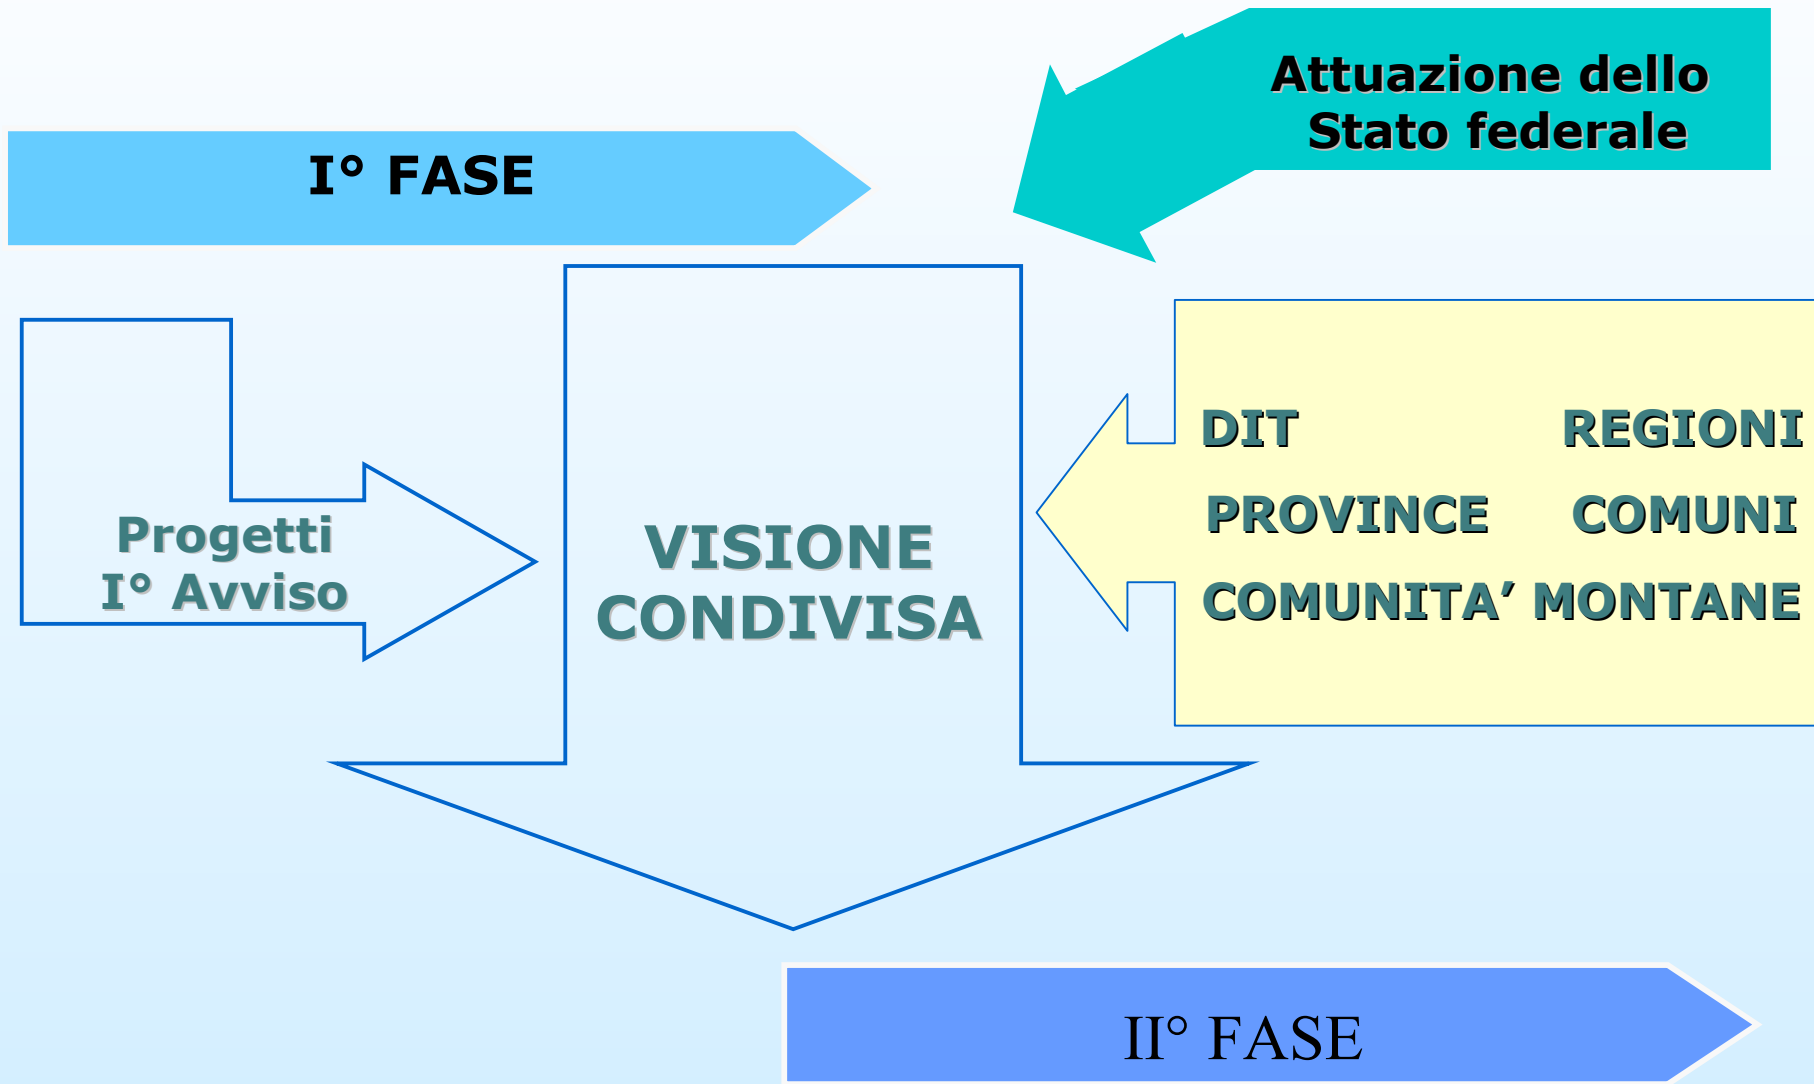 Attuazione dello
Stato federale
I° FASE
Progetti
I° Avviso
VISIONE
CONDIVISA
DIT REGIONI
PROVINCE COMUNI
COMUNITA’ MONTANE
II° FASE